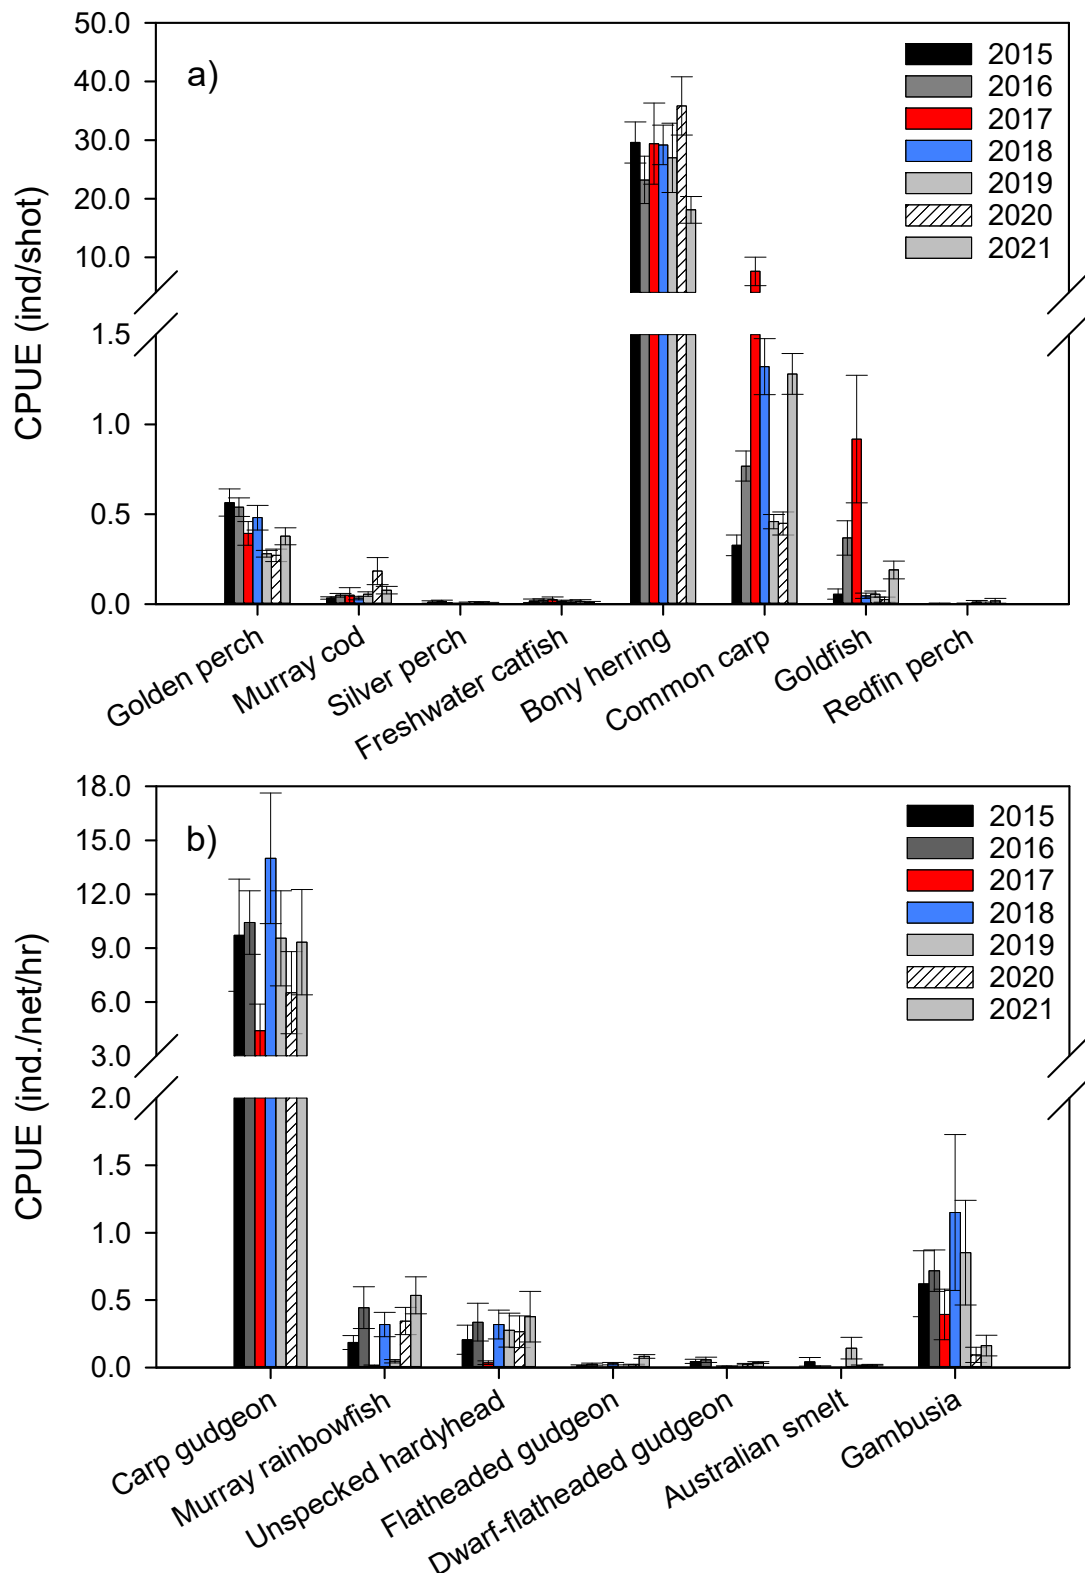 50.0
40.0
30.0
20.0
10.0
1.5
1.0
0.5
0.0
CPUE (ind/shot)
a)
2015
2016
2017
2018
2019
2020
2021
Golden perch
Murray cod
Silver perch
Freshwater catfish
Bony herring
Common carp
Goldfish
Redfin perch
18.0
15.0
12.0
9.0
6.0
3.0
2.0
1.5
1.0
0.5
0.0
CPUE (ind./net/hr)
b)
2015
2016
2017
2018
2019
2020
2021
Carp gudgeon
Murray rainbowfish
Unspecked hardyhead
Flatheaded gudgeon
Dwarf-flatheaded gudgeon
Australian smelt
Gambusia